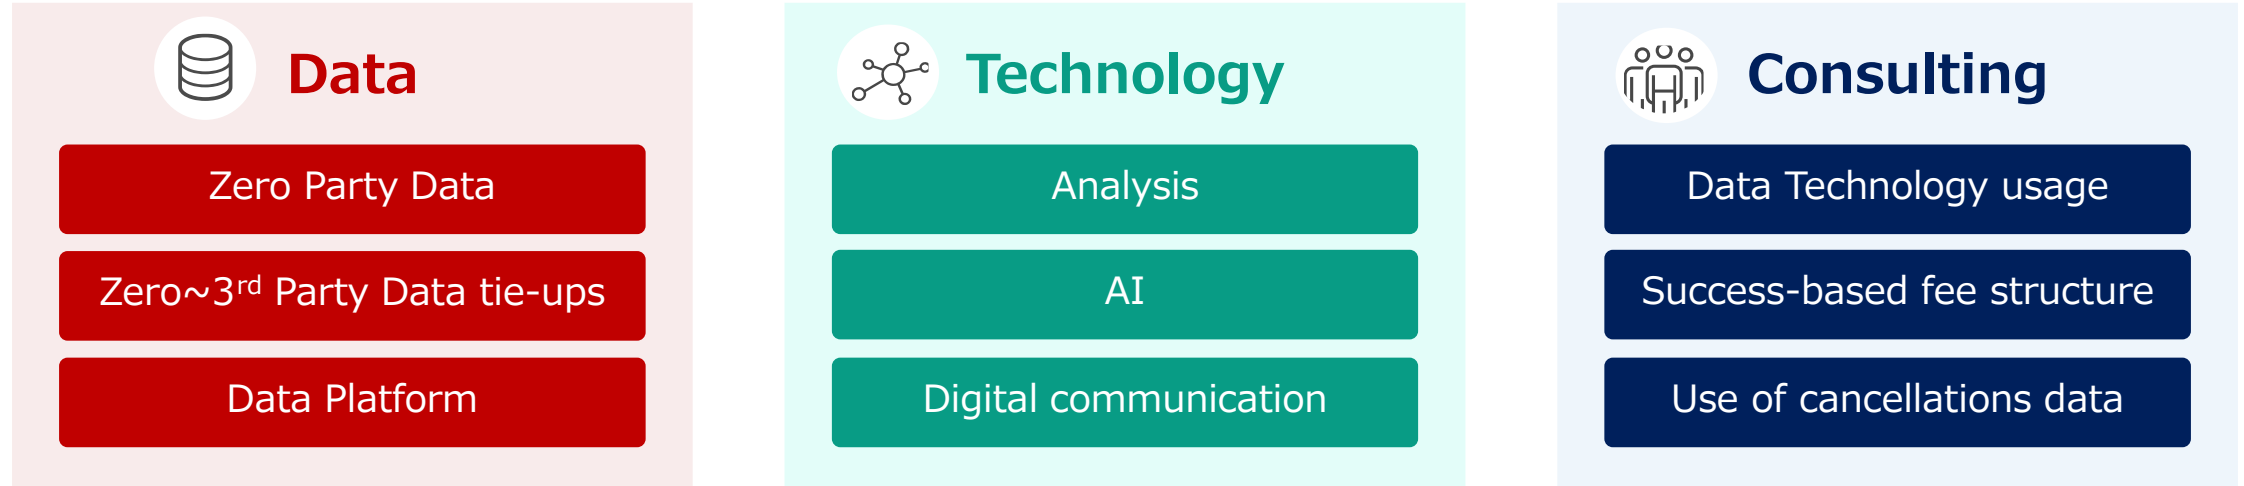 Data
Zero Party Data
Zero~3rd Party Data tie-ups
Data Platform
Technology
Analysis
AI
Digital communication
Consulting
Data Technology usage
Success-based fee structure
Use of cancellations data